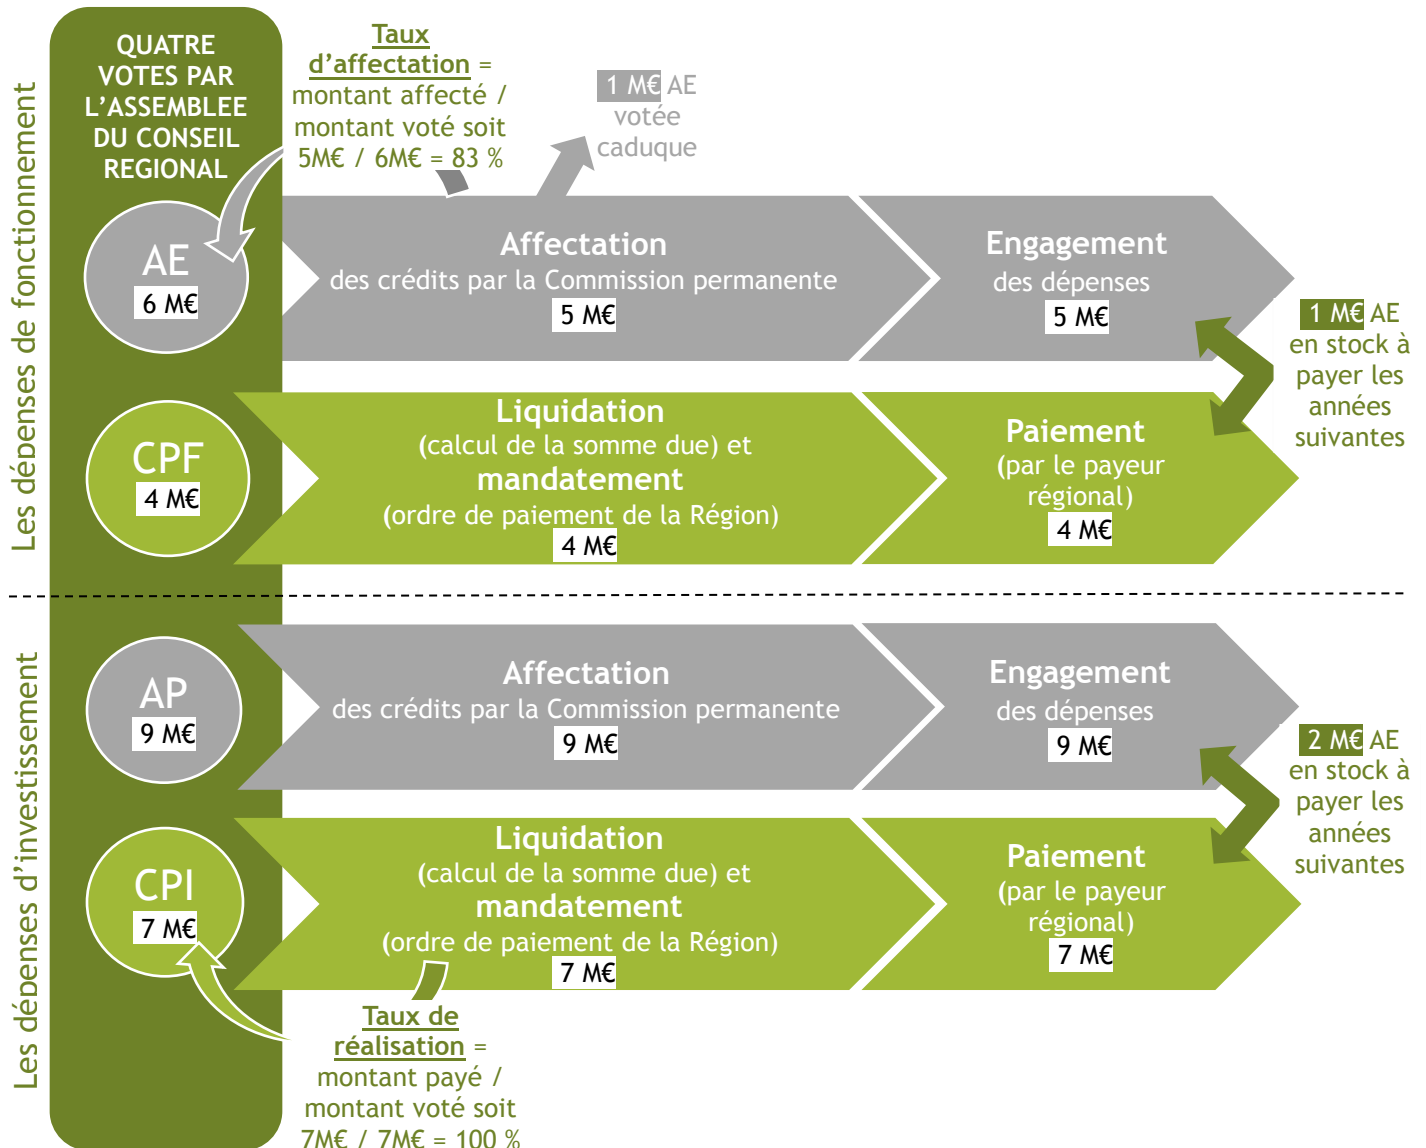 QUATRE
VOTES PAR
L’ASSEMBLEE
DU CONSEIL
REGIONAL
Taux
d’affectation =
montant affecté /
montant voté soit
5M€ / 6M€ = 83 %
1 M€ AE
votée
caduque
Les dépenses de fonctionnement
AE
6 M€
Affectation
des crédits par la Commission permanente
5 M€
Engagement
des dépenses
5 M€
1 M€ AE
en stock à
payer les
années
suivantes
CPF
4 M€
Liquidation
(calcul de la somme due) et
mandatement
(ordre de paiement de la Région)
4 M€
Paiement
(par le payeur
régional)
4 M€
Les dépenses d’investissement
AP
9 M€
Affectation
des crédits par la Commission permanente
9 M€
Engagement
des dépenses
9 M€
2 M€ AE
en stock à
payer les
années
suivantes
CPI
7 M€
Liquidation
(calcul de la somme due) et
mandatement
(ordre de paiement de la Région)
7 M€
Paiement
(par le payeur
régional)
7 M€
Taux de
réalisation =
montant payé /
montant voté soit
7M€ / 7M€ = 100 %